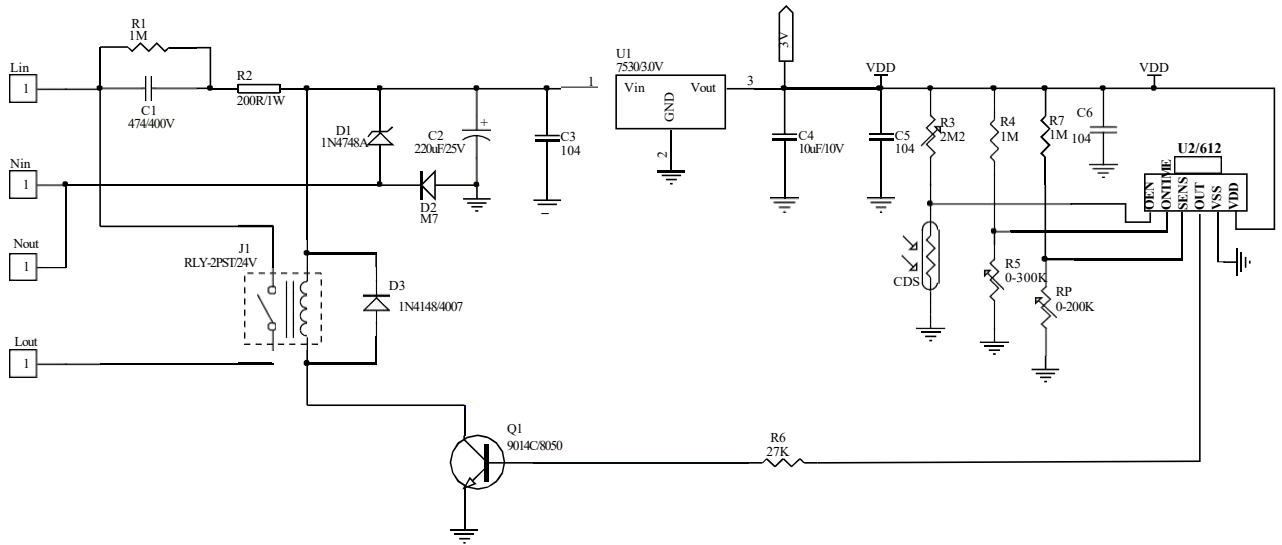 R1
1M
Lin
1
C1
474/400V
R2
200R/1W
D1
1N4748A
C2
220uF/25V
+
C3
104
1
U1
7530/3.0V
Vin
Vout
GND
2
3
3V
VDD
C4
10uF/10V
C5
104
R3
2M2
R4
1M
R7
1M
C6
104
VDD
U2/612
OEN
ONTIME
SENS
OUT
VSS
VDD
Nin
1
D2
M7
Nout
1
J1
RLY-2PST/24V
D3
1N4148/4007
CDS
R5
0-300K
RP
0-200K
Lout
1
Q1
9014C/8050
R6
27K